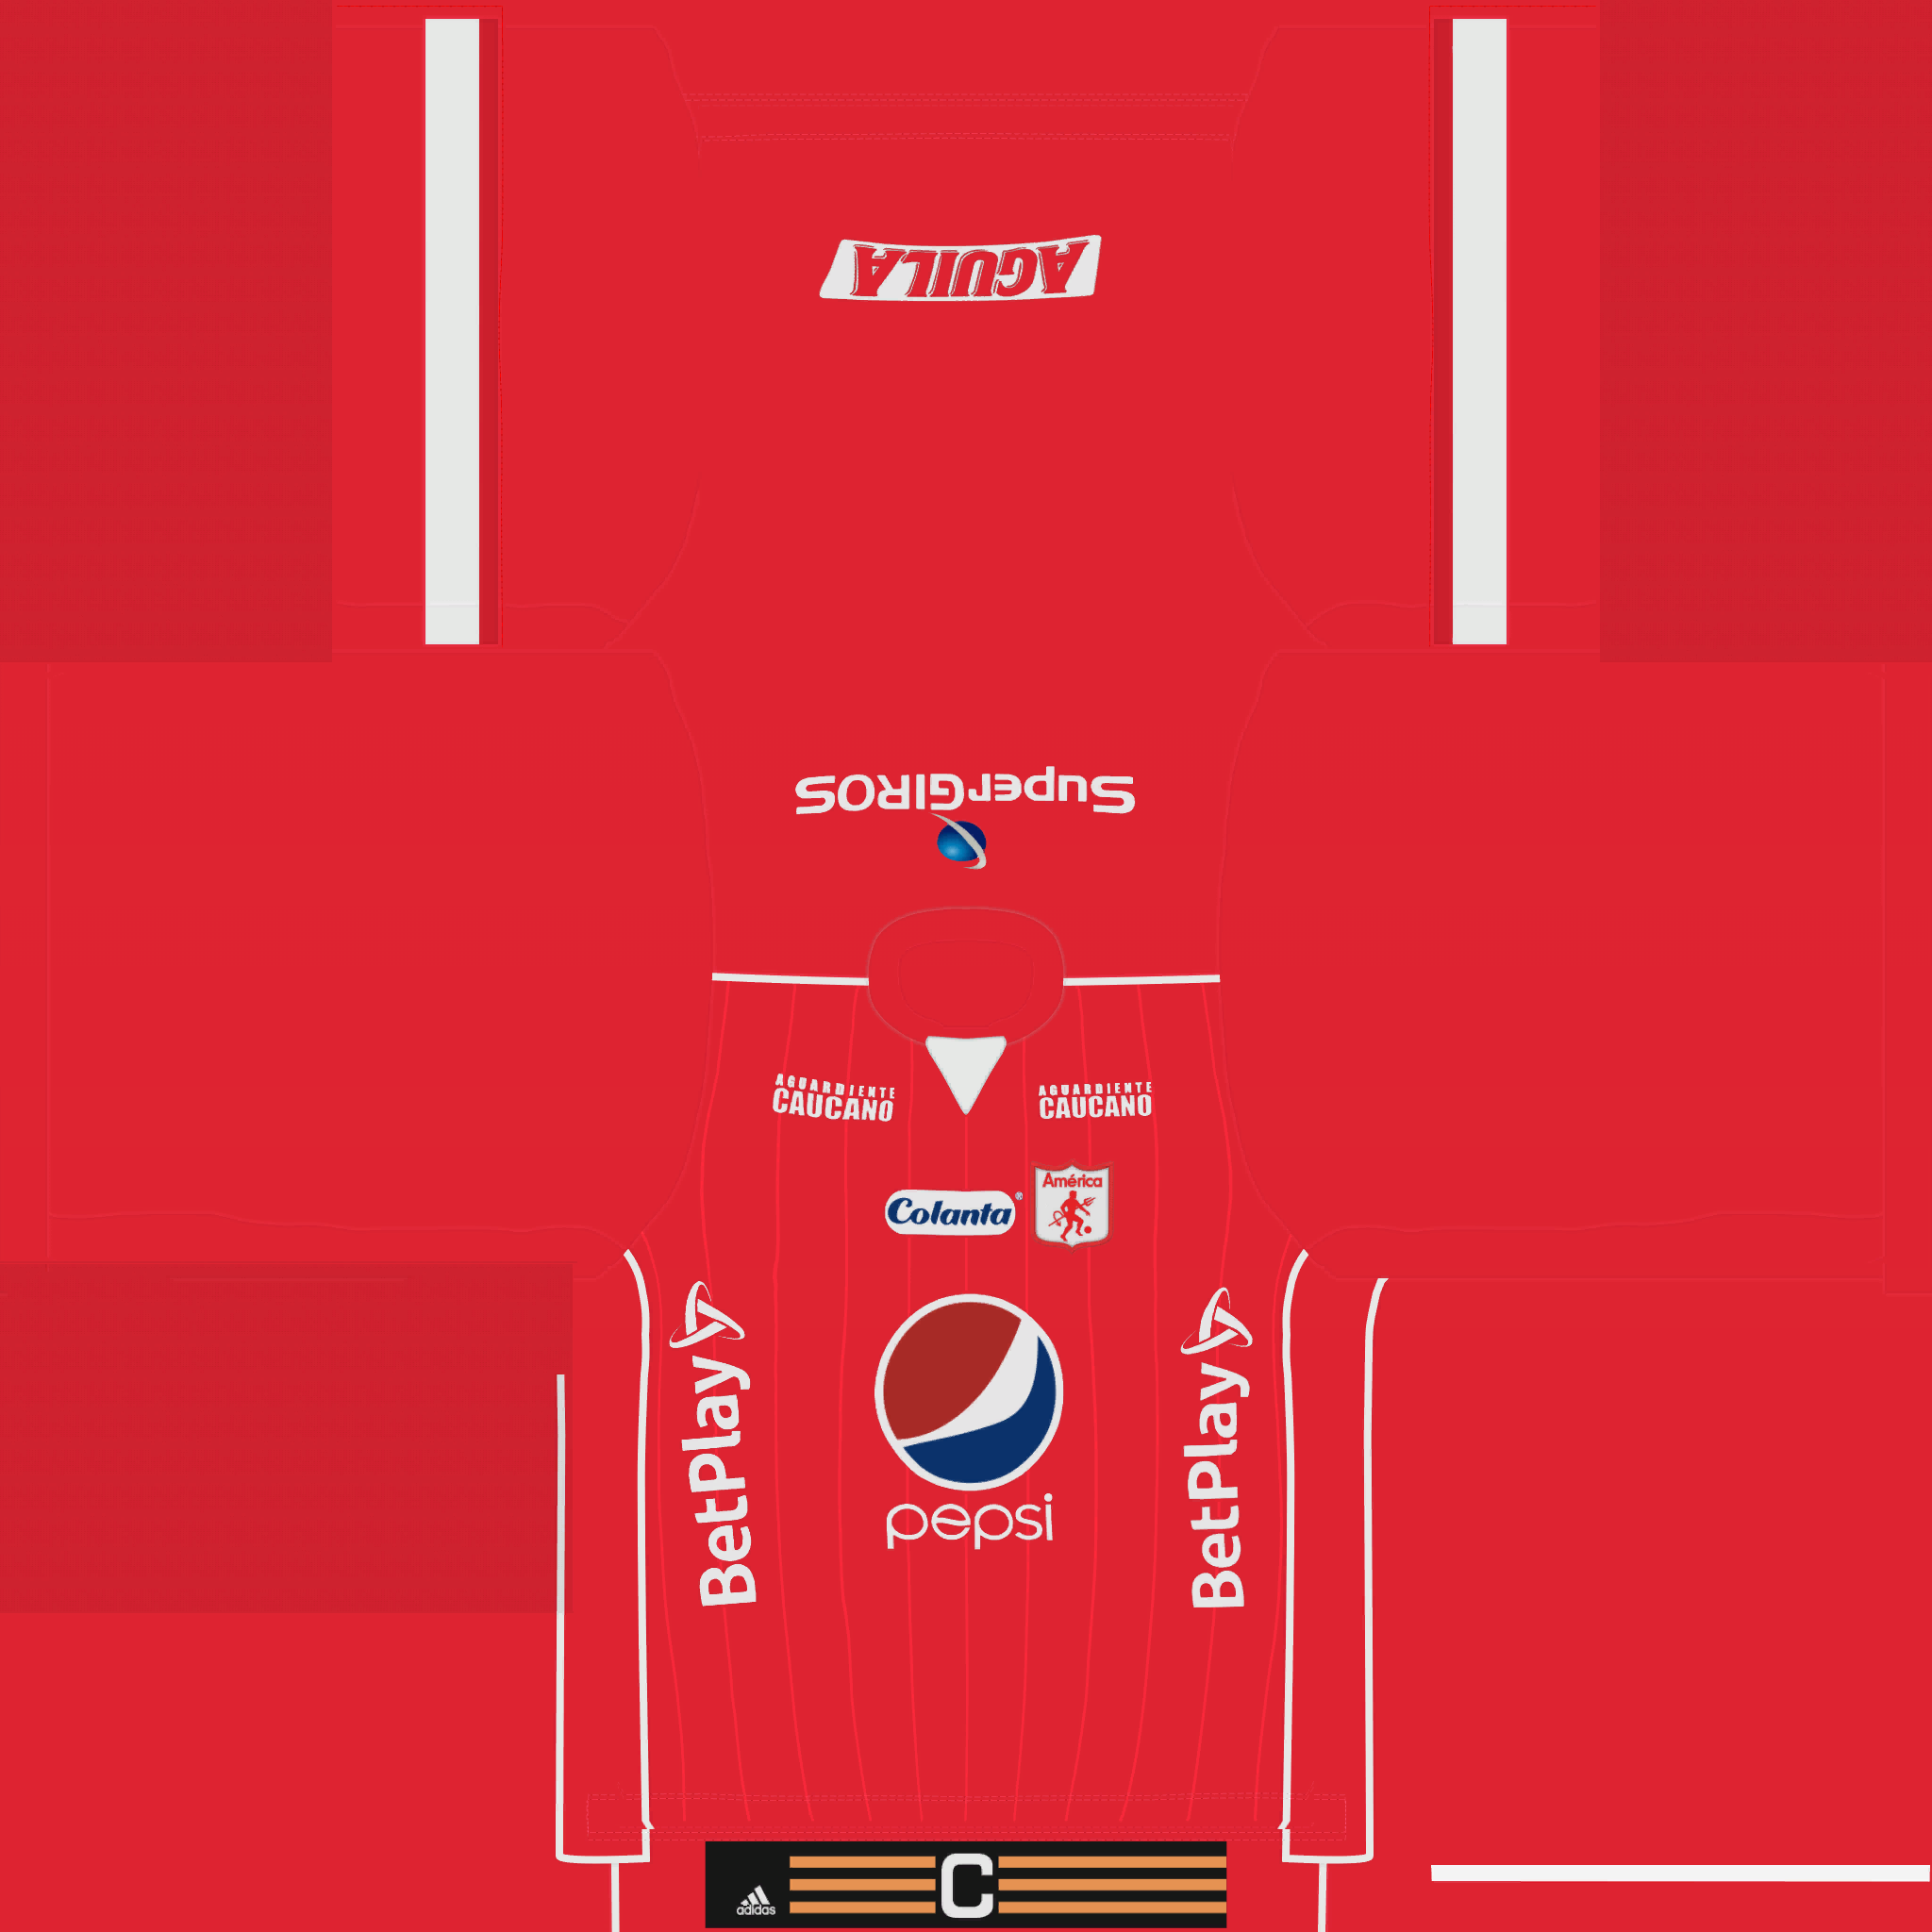 AGUILA
SuperGIROS
AGUARDIENTE
CAUCANO
AGUARDIENTE
CAUCANO
Colanta®
América
BetPlay
BetPlay
pepsi
adidas
C